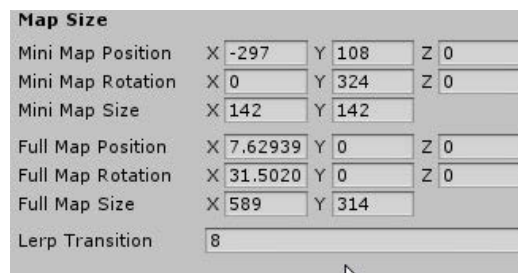 Map Size
Mini Map Position X -297 Y 108 Z 0
Mini Map Rotation X 0 Y 324 Z 0
Mini Map Size X 142 Y 142
Full Map Position X 7.62939 Y 0 Z 0
Full Map Rotation X 31.5020 Y 0 Z 0
Full Map Size X 589 Y 314
Lerp Transition 8